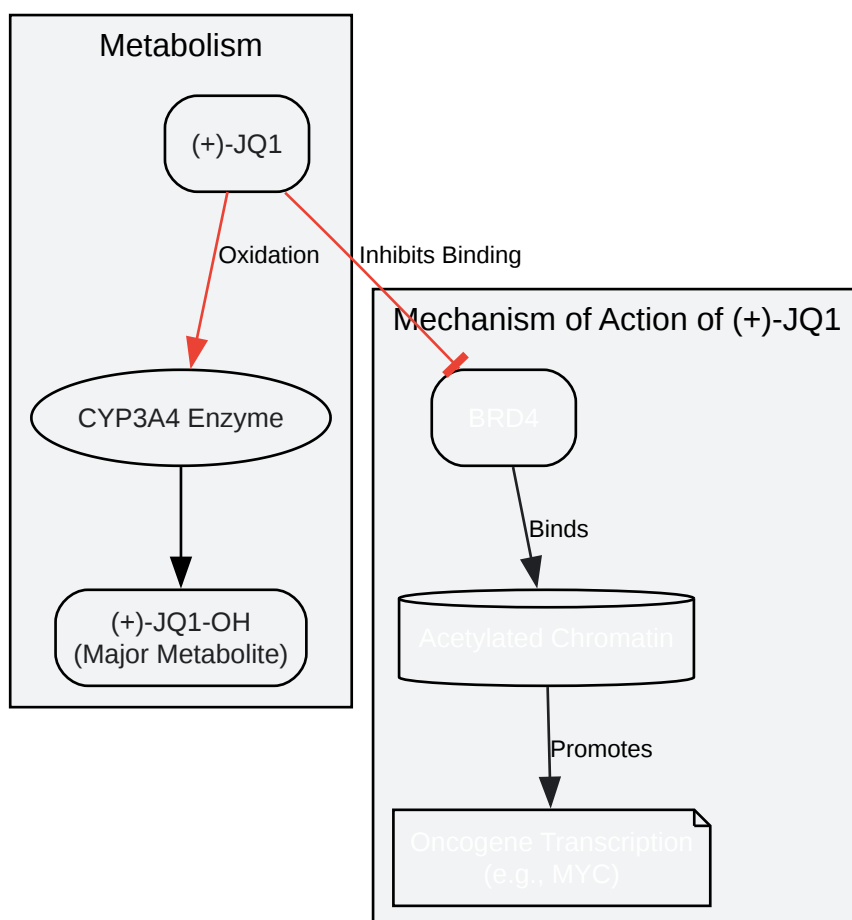 Metabolism
(+)-JQ1
Oxidation
Inhibits Binding
Mechanism of Action of (+)-JQ1
CYP3A4 Enzyme
BRD4
Binds
(+)-JQ1-OH
(Major Metabolite)
Acetylated Chromatin
Promotes
Oncogene Transcription
(e.g., MYC)